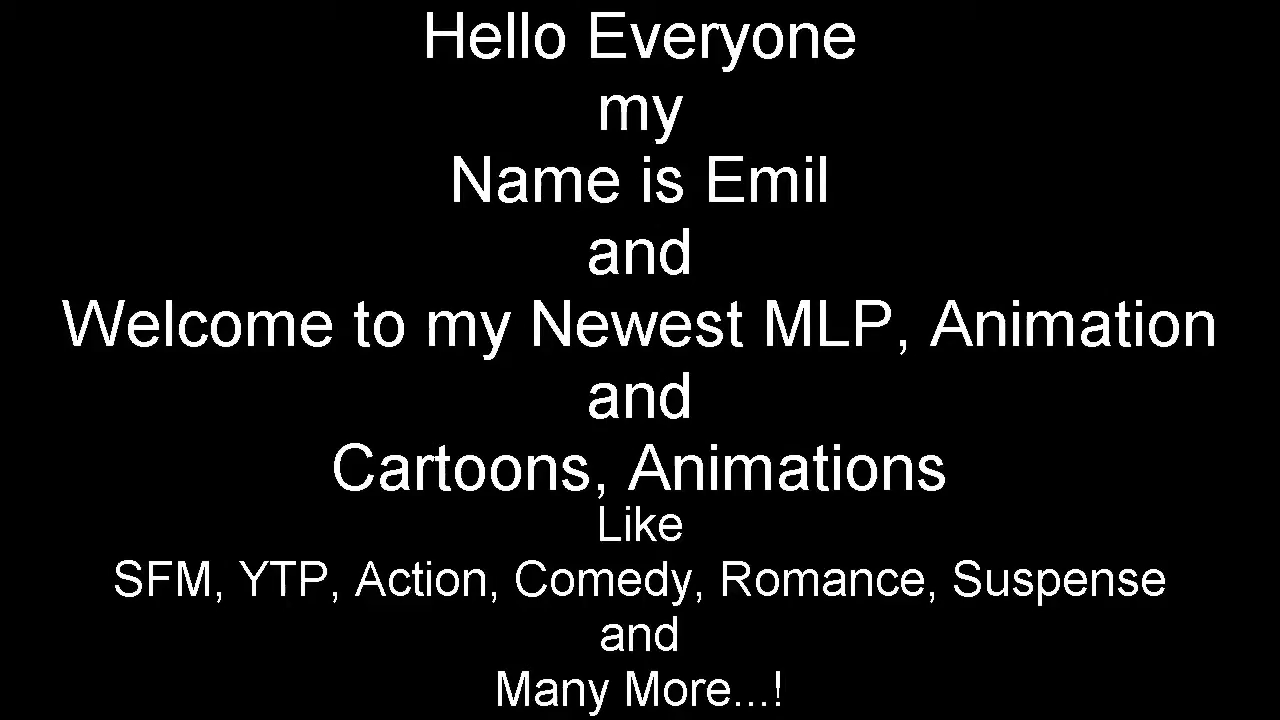 Hello Everyone
my
Name is Emil
and
Welcome to my Newest MLP, Animation
and
Cartoons, Animations
Like
SFM, YTP, Action, Comedy, Romance, Suspense
and
Many More...!